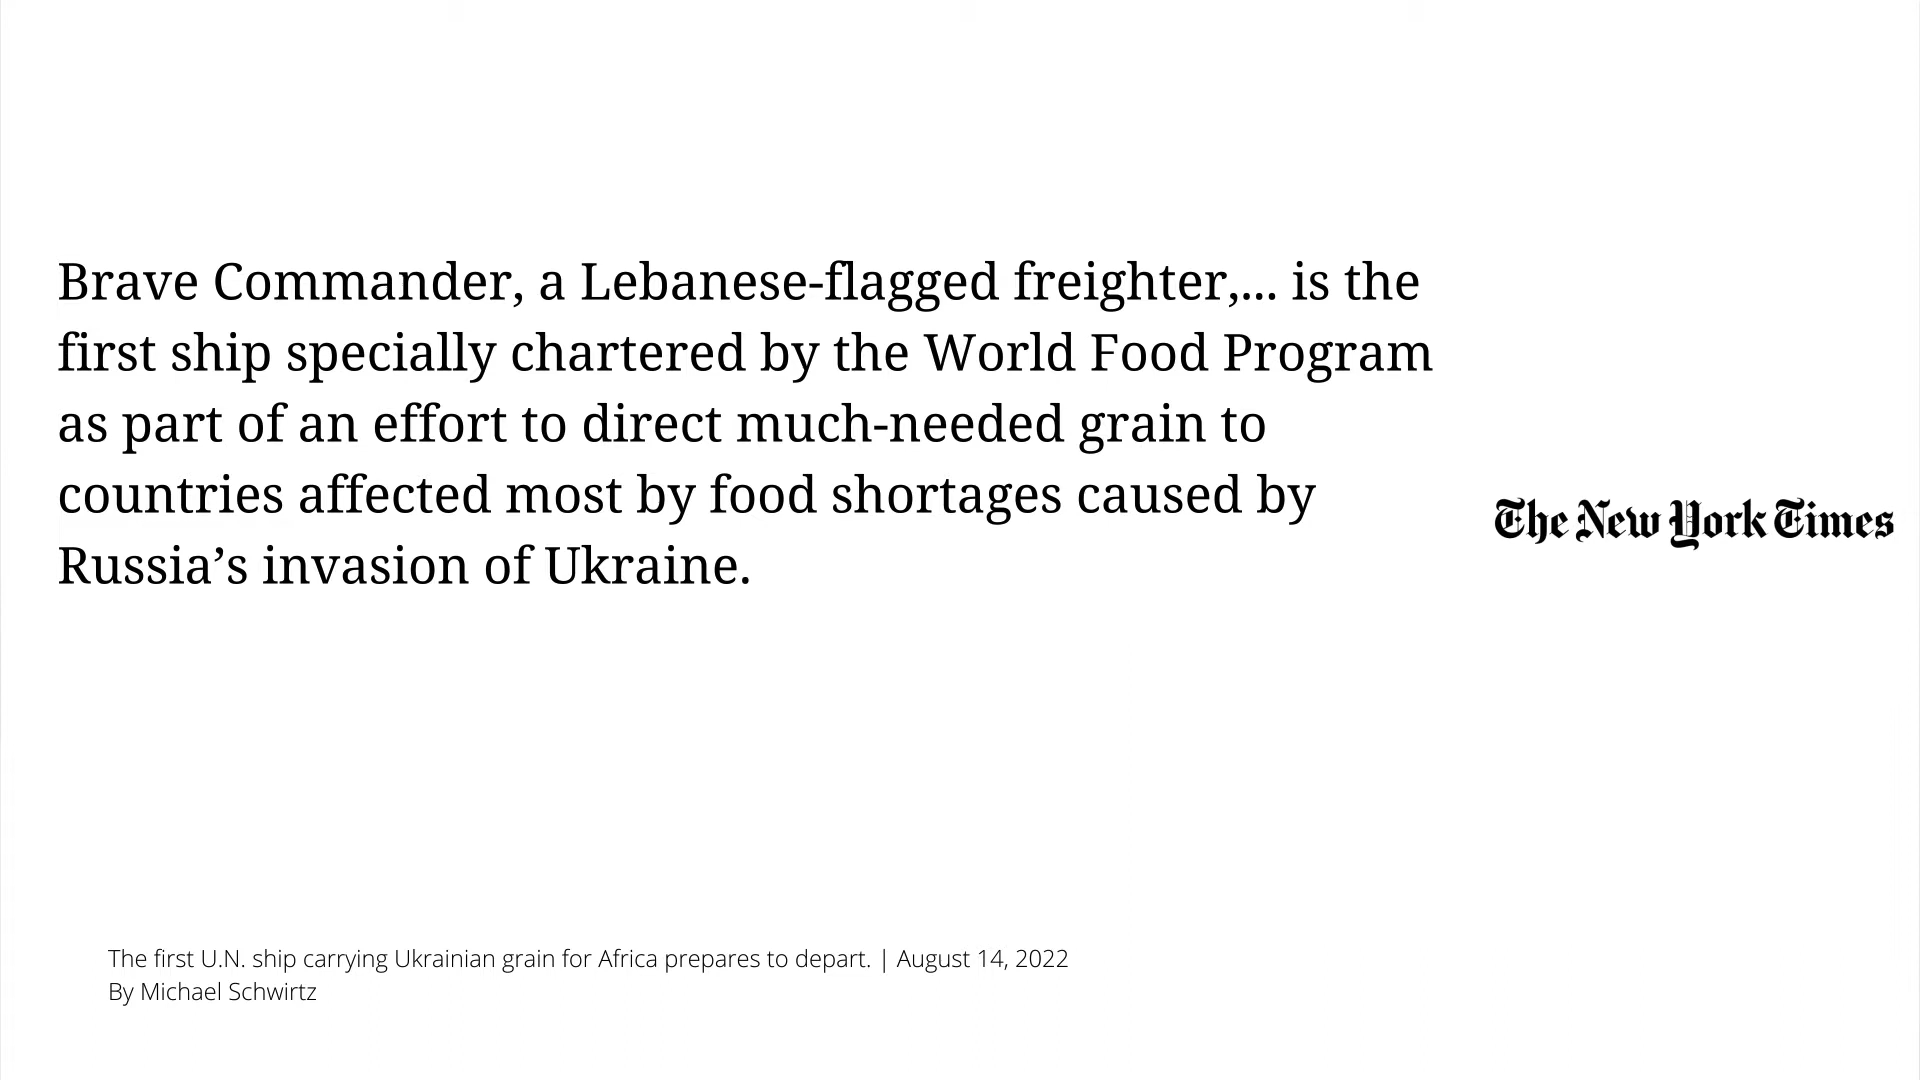 Brave Commander, a Lebanese-flagged freighter,... is the
first ship specially chartered by the World Food Program
as part of an effort to direct much-needed grain to
countries affected most by food shortages caused by
Russia’s invasion of Ukraine.
The New York Times
The first U.N. ship carrying Ukrainian grain for Africa prepares to depart. | August 14, 2022
By Michael Schwirtz